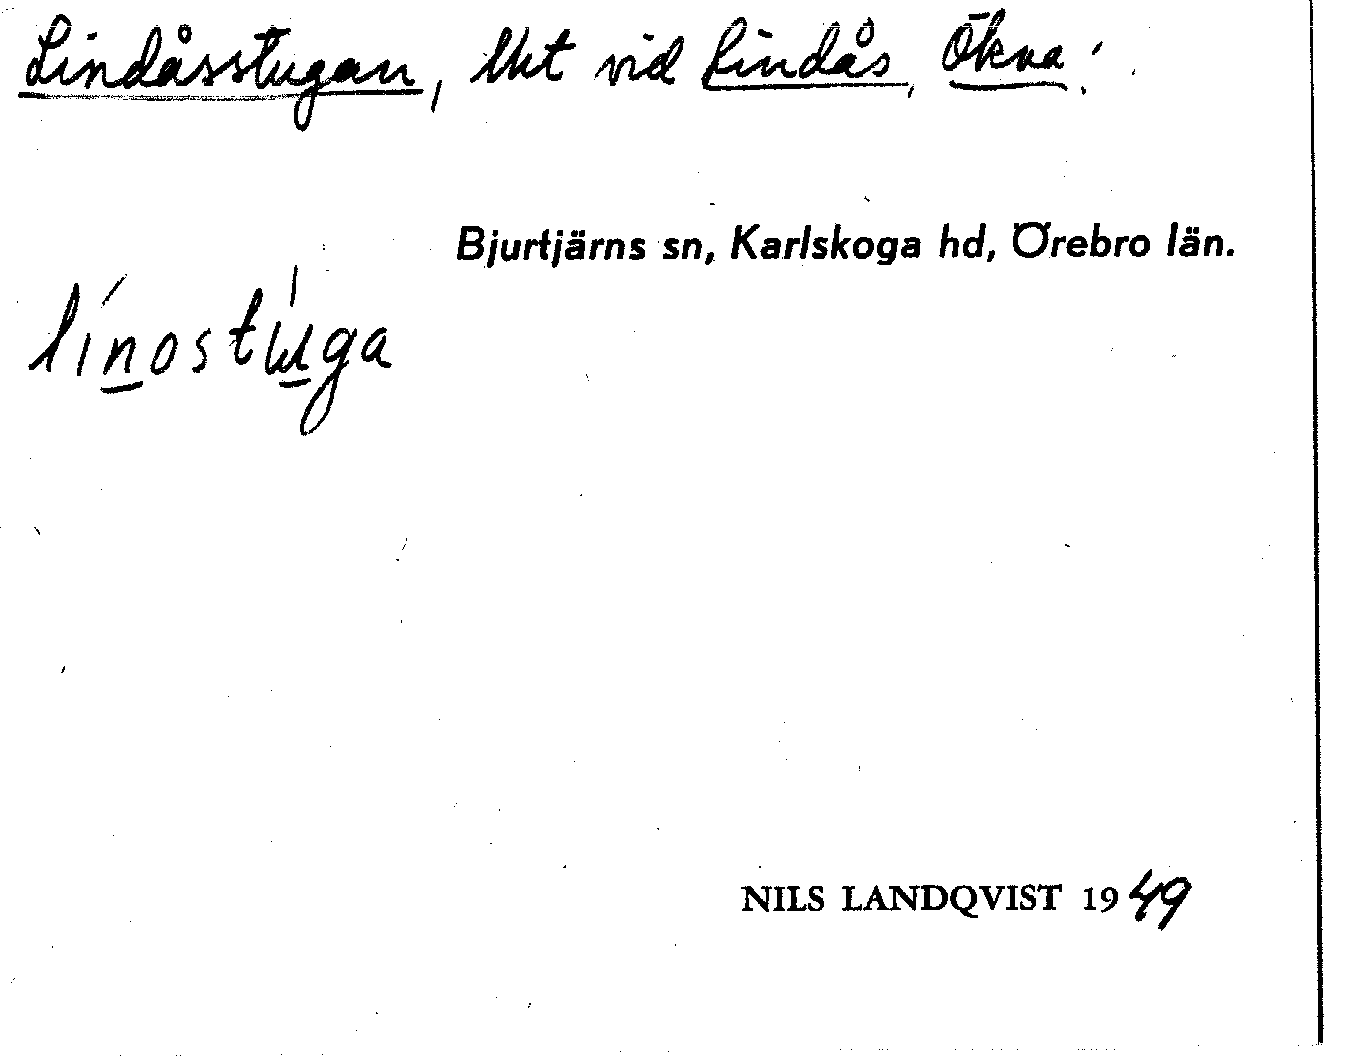 Lindåsstugan, lht vid Lindås, Ökna.
Bjurtjärns sn, Karlskoga hd, Örebro län.
línostúga
NILS LANDQVIST 1949